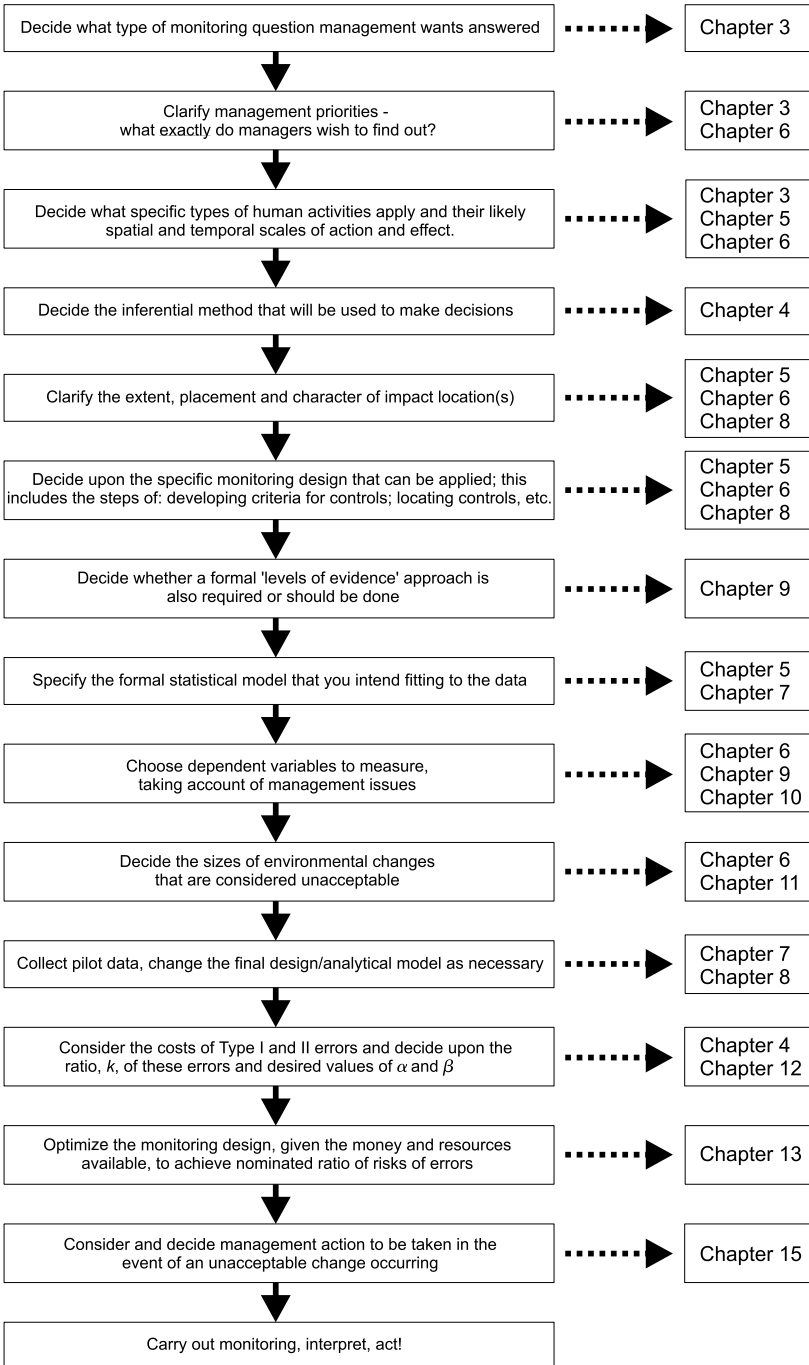 Decide what type of monitoring question management wants answered
Chapter 3
Clarify management priorities -
what exactly do managers wish to find out?
Chapter 3
Chapter 6
Decide what specific types of human activities apply and their likely
spatial and temporal scales of action and effect.
Chapter 3
Chapter 5
Chapter 6
Decide the inferential method that will be used to make decisions
Chapter 4
Clarify the extent, placement and character of impact location(s)
Chapter 5
Chapter 6
Chapter 8
Decide upon the specific monitoring design that can be applied; this
includes the steps of: developing criteria for controls; locating controls, etc.
Chapter 5
Chapter 6
Chapter 8
Decide whether a formal 'levels of evidence' approach is
also required or should be done
Chapter 9
Specify the formal statistical model that you intend fitting to the data
Chapter 5
Chapter 7
Choose dependent variables to measure,
taking account of management issues
Chapter 6
Chapter 9
Chapter 10
Decide the sizes of environmental changes
that are considered unacceptable
Chapter 6
Chapter 11
Collect pilot data, change the final design/analytical model as necessary
Chapter 7
Chapter 8
Consider the costs of Type I and II errors and decide upon the
ratio, k, of these errors and desired values of α and β
Chapter 4
Chapter 12
Optimize the monitoring design, given the money and resources
available, to achieve nominated ratio of risks of errors
Chapter 13
Consider and decide management action to be taken in the
event of an unacceptable change occurring
Chapter 15
Carry out monitoring, interpret, act!